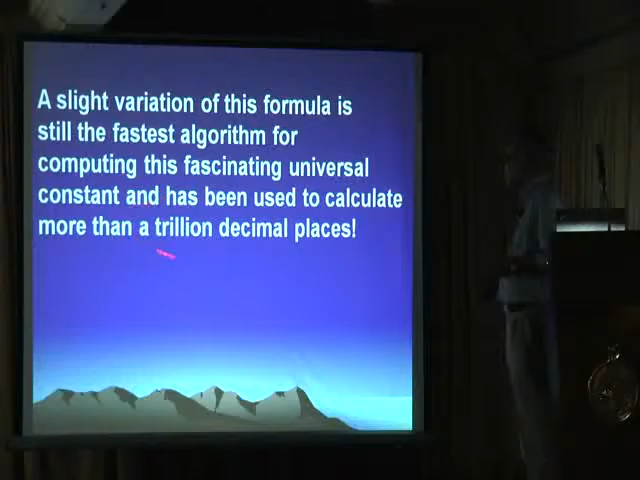 A slight variation of this formula is
still the fastest algorithm for
computing this fascinating universal
constant and has been used to calculate
more than a trillion decimal places!